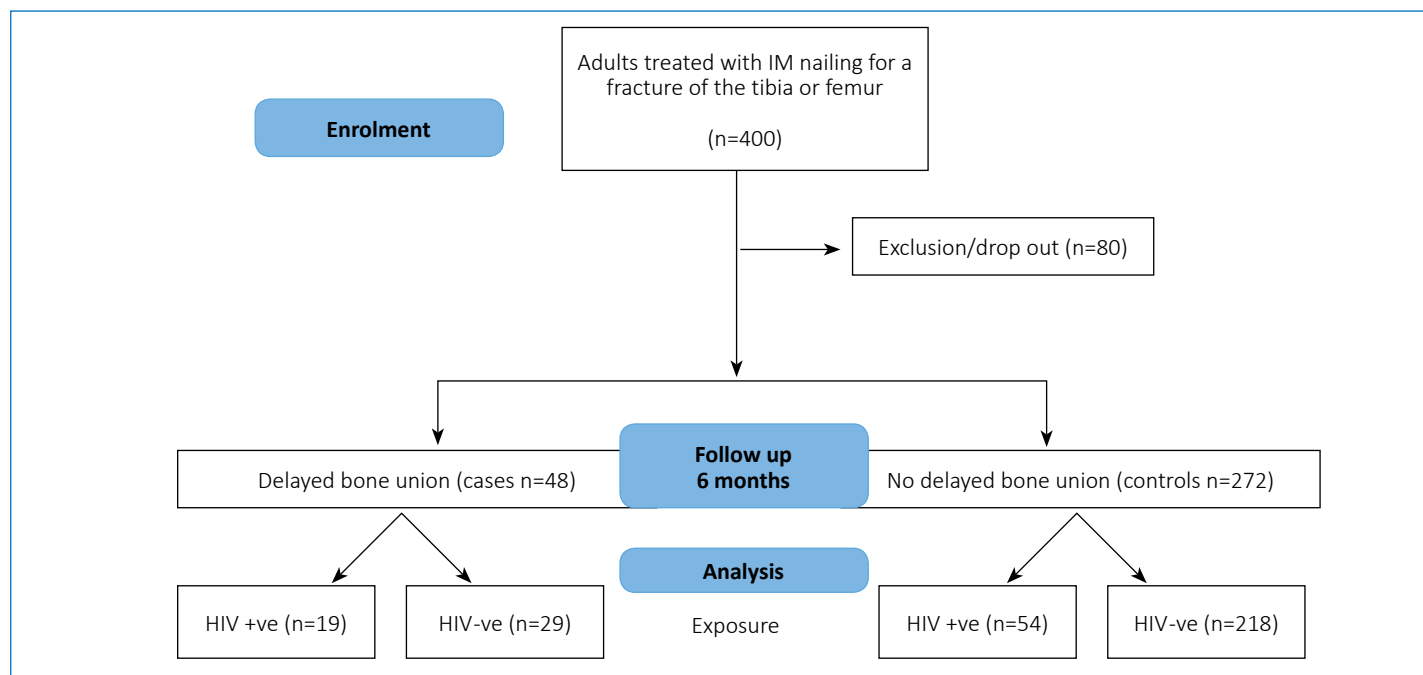 Adults treated with IM nailing for a
fracture of the tibia or femur
(n=400)
Enrolment
Exclusion/drop out (n=80)
Follow up
6 months
Delayed bone union (cases n=48)
No delayed bone union (controls n=272)
Analysis
HIV +ve (n=19)
HIV-ve (n=29)
Exposure
HIV +ve (n=54)
HIV-ve (n=218)